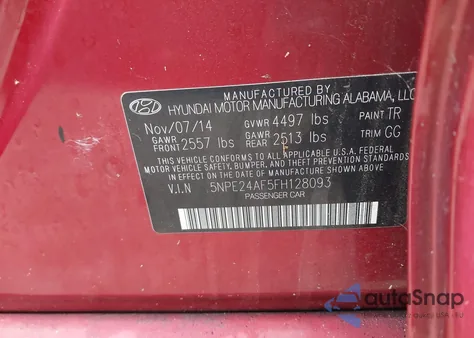 MANUFACTURED BY
HYUNDAI MOTOR MANUFACTURING ALABAMA, LLC
Nov/07/14 GVWR 4497 lbs PAINT TR
GAWR FRONT 2557 lbs GAWR REAR 2513 lbs TRIM GG
THIS VEHICLE CONFORMS TO ALL APPLICABLE U.S.A. FEDERAL
MOTOR VEHICLE SAFETY, BUMPER, AND THEFT PREVENTION STANDARDS
IN EFFECT ON THE DATE OF MANUFACTURE SHOWN ABOVE.
V.I.N 5NPE24AF5FH128093
PASSENGER CAR
autoSnap